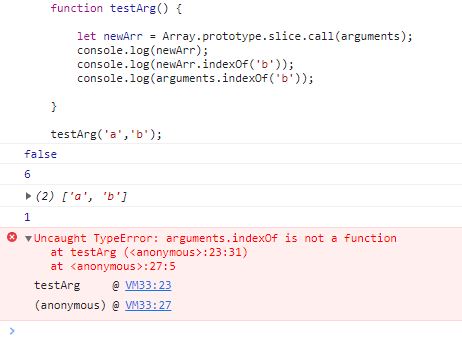 function testArg() {
let newArr = Array.prototype.slice.call(arguments);
console.log(newArr);
console.log(newArr.indexOf('b'));
console.log(arguments.indexOf('b'));
}
testArg('a','b');
false
6
(2) ['a', 'b']
1
Uncaught TypeError: arguments.indexOf is not a function
at testArg (<anonymous>:23:31)
at <anonymous>:27:5
testArg @ VM33:23
(anonymous) @ VM33:27